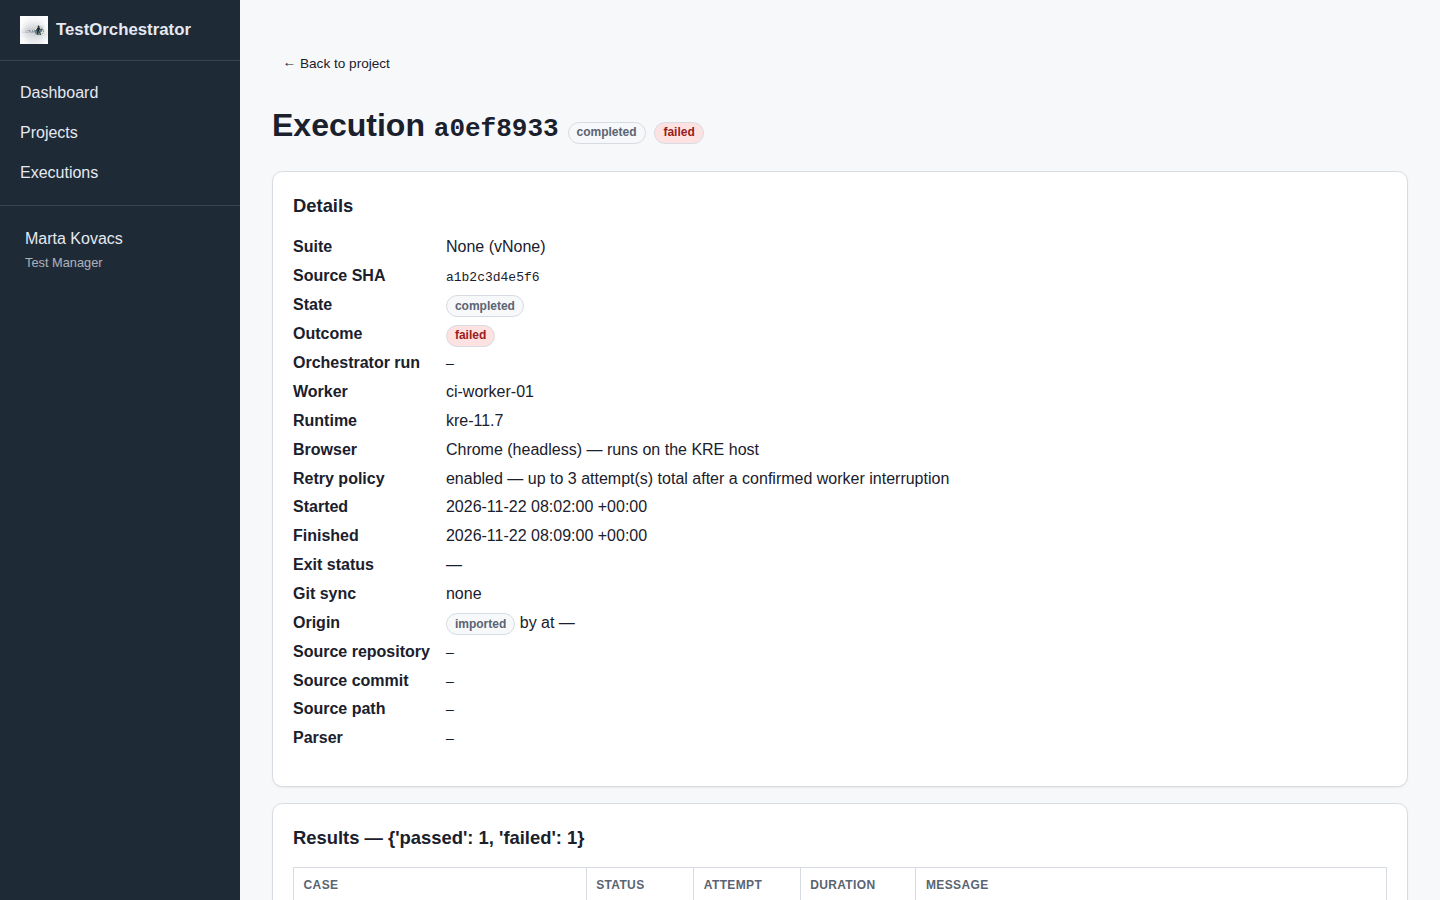 TestOrchestrator
Dashboard
Projects
Executions
Marta Kovacs
Test Manager
← Back to project
Execution a0ef8933 completed failed
Details
Suite None (vNone)
Source SHA a1b2c3d4e5f6
State completed
Outcome failed
Orchestrator run –
Worker ci-worker-01
Runtime kre-11.7
Browser Chrome (headless) — runs on the KRE host
Retry policy enabled — up to 3 attempt(s) total after a confirmed worker interruption
Started 2026-11-22 08:02:00 +00:00
Finished 2026-11-22 08:09:00 +00:00
Exit status —
Git sync none
Origin imported by at —
Source repository –
Source commit –
Source path –
Parser –
Results — {'passed': 1, 'failed': 1}
CASE STATUS ATTEMPT DURATION MESSAGE